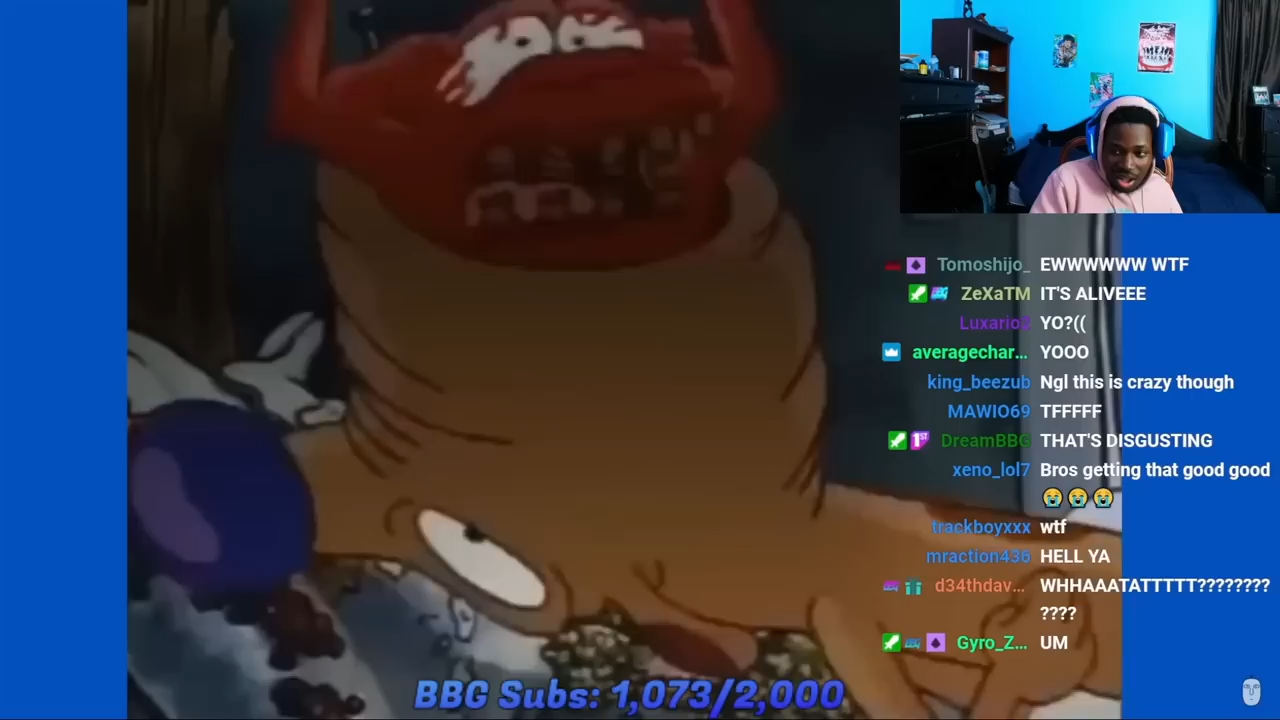 Tomoshijo_ EWWWWWW WTF
ZeXaTM IT'S ALIVEEE
YO?((
averagechar... YOOO
king_beezub Ngl this is crazy though
MAWIO69 TFFFFF
1ST DreamBBG THAT'S DISGUSTING
xeno_lol7 Bros getting that good good
😭😭😭
trackboyxxx wtf
mraction436 HELL YA
d34thdav... WHHAAATATTTTT????????
????
Gyro_Z... UM
BBG Subs: 1,073/2,000